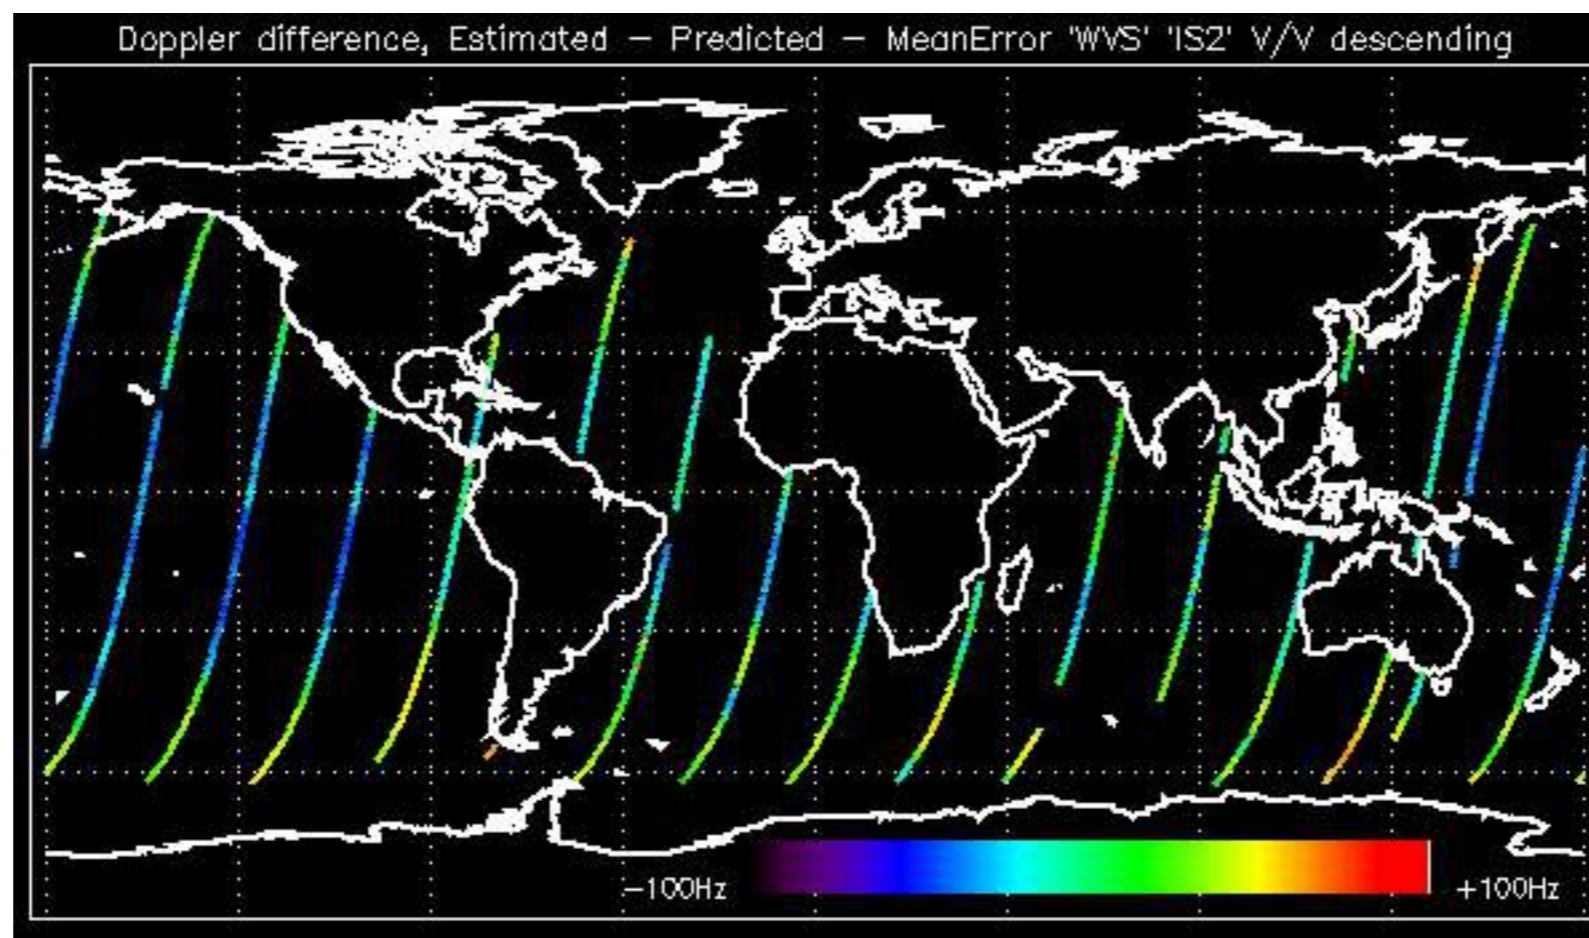 Doppler difference, Estimated – Predicted – MeanError 'WVS' 'IS2' V/V descending
-100Hz +100Hz